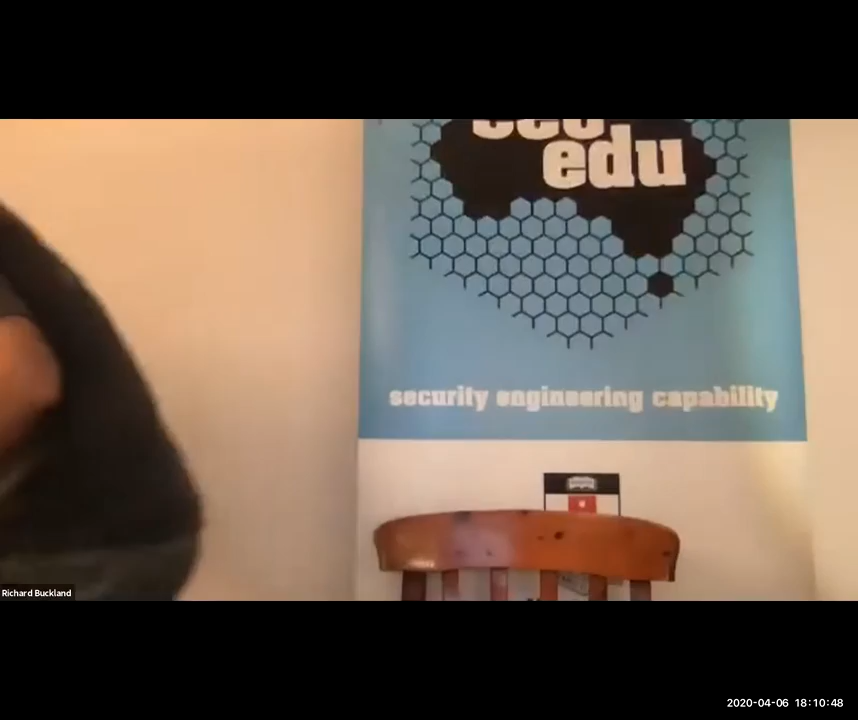 edu
security engineering capability
Richard Buckland
2020-04-06 18:10:48